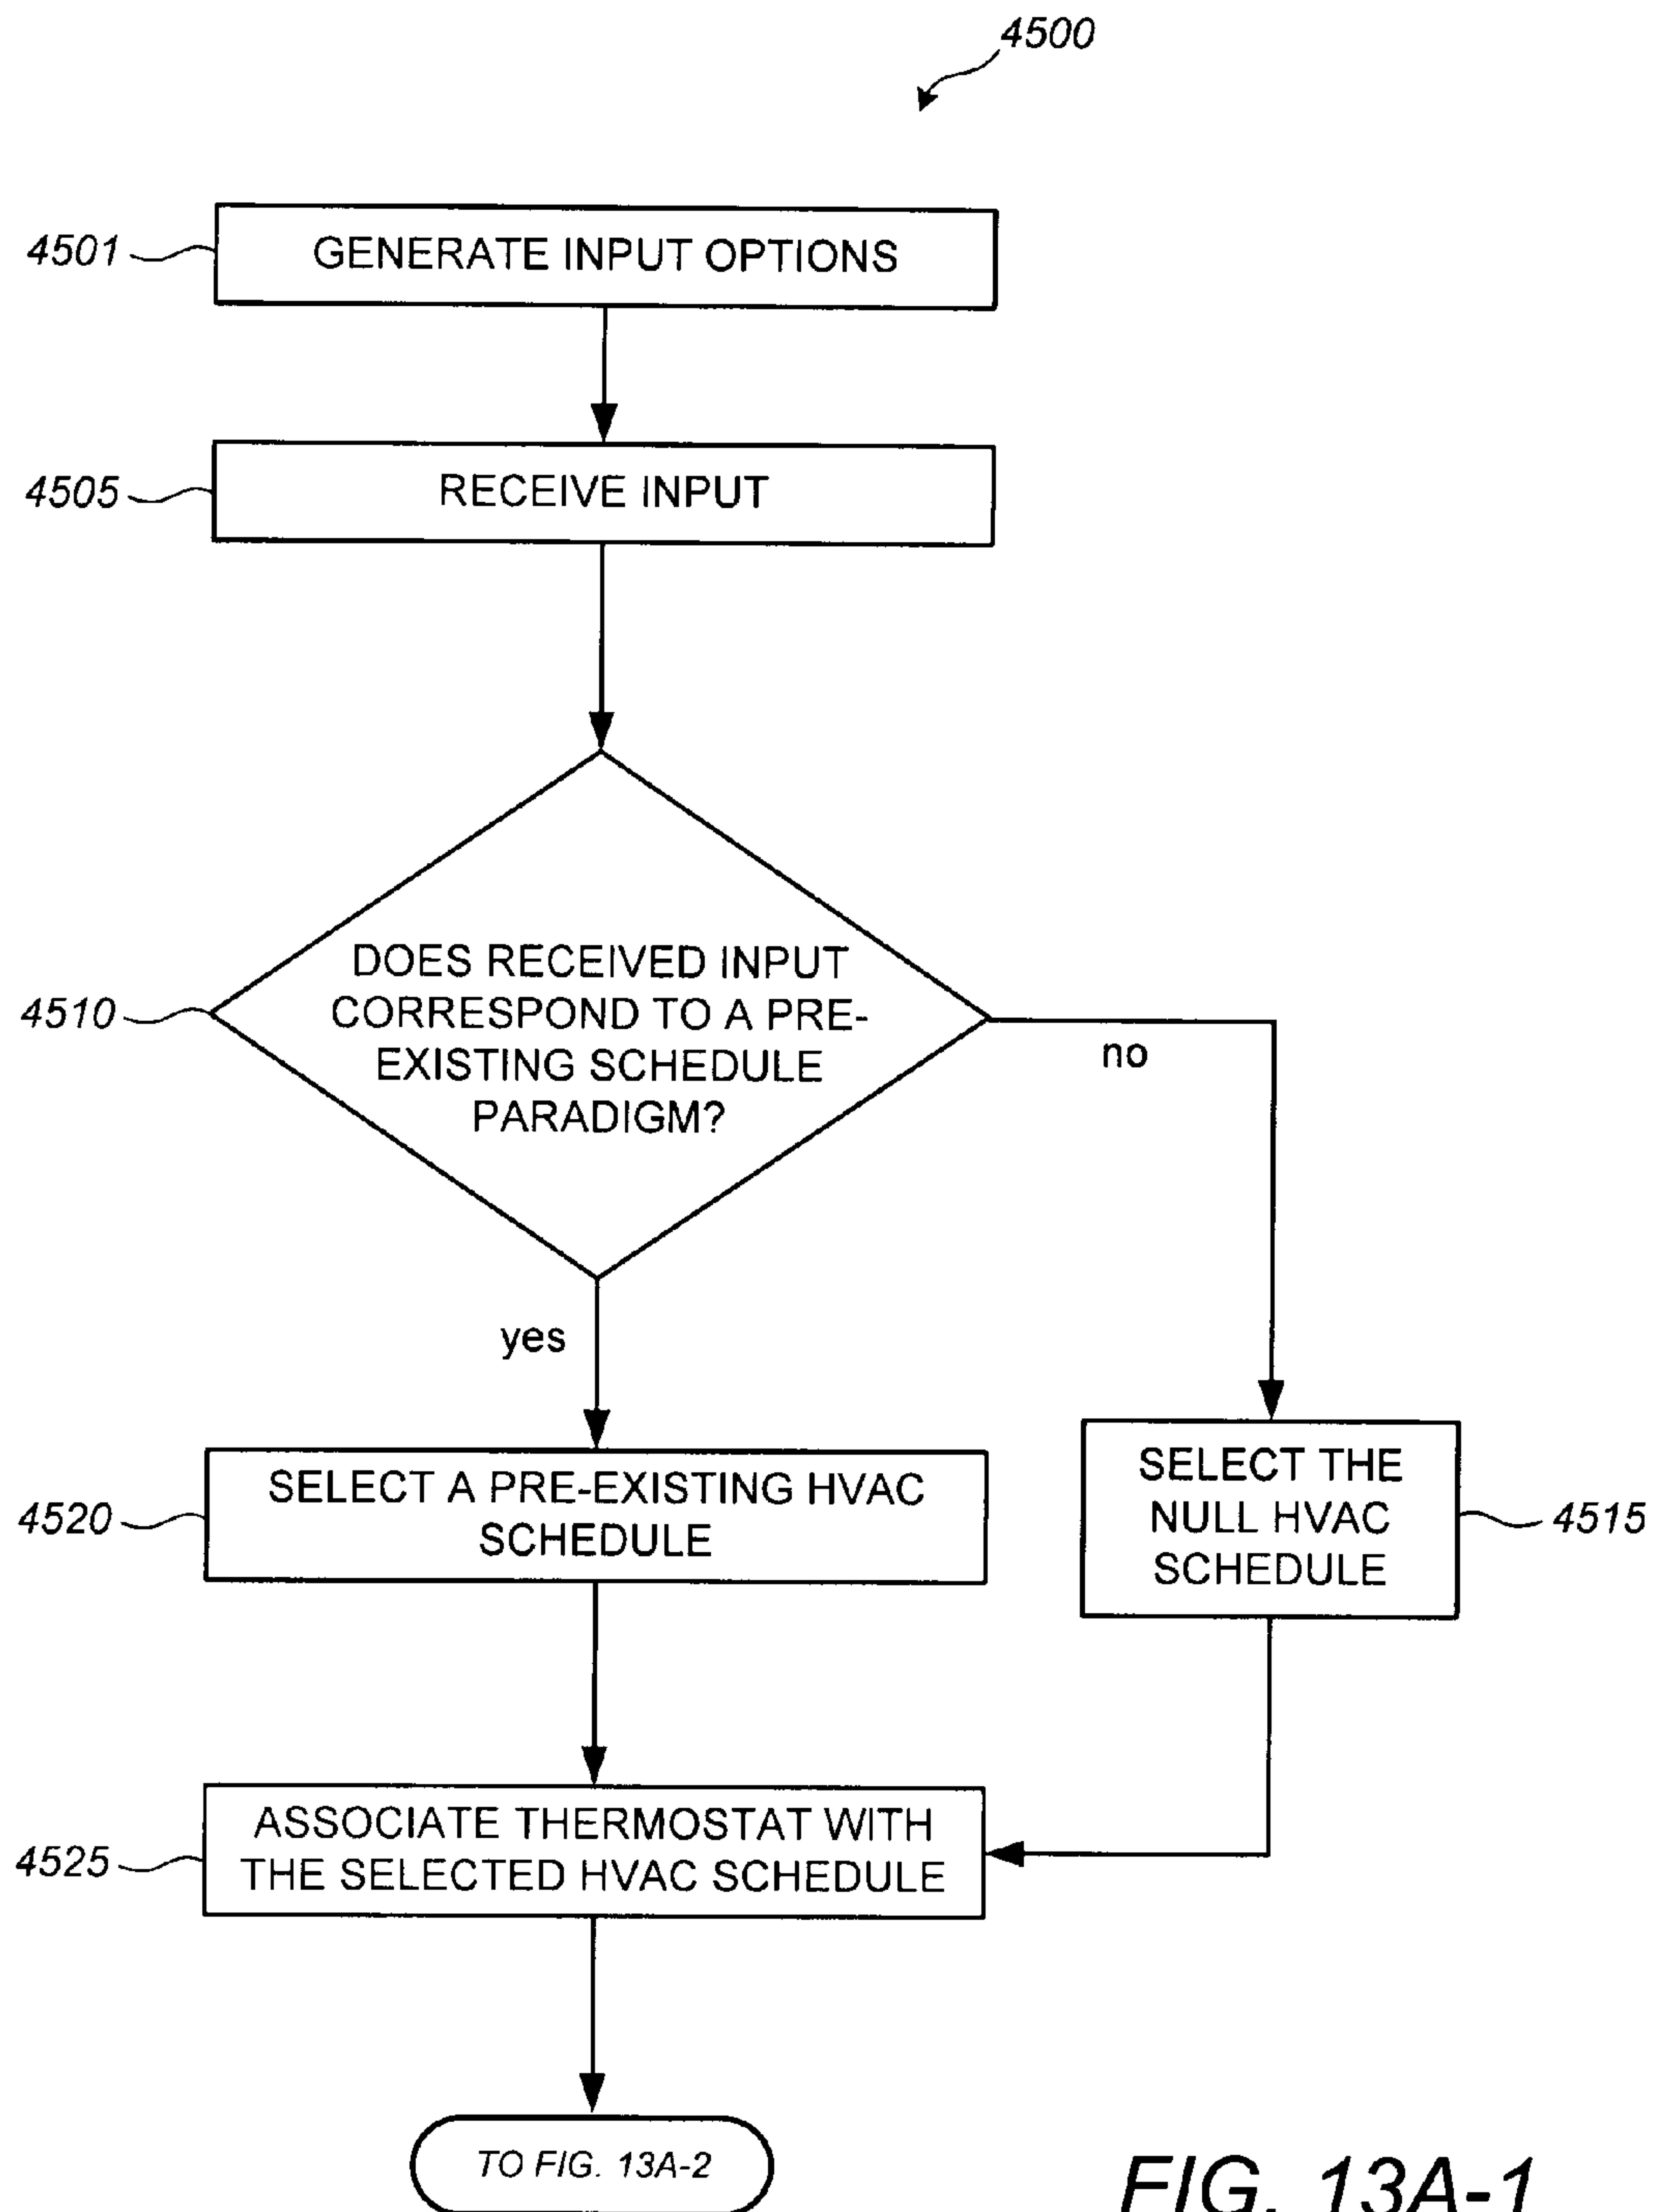 4500
4501
GENERATE INPUT OPTIONS
4505
RECEIVE INPUT
4510
DOES RECEIVED INPUT
CORRESPOND TO A PRE-
EXISTING SCHEDULE
PARADIGM?
no
yes
4520
SELECT A PRE-EXISTING HVAC
SCHEDULE
SELECT THE
NULL HVAC
SCHEDULE
4515
4525
ASSOCIATE THERMOSTAT WITH
THE SELECTED HVAC SCHEDULE
TO FIG. 13A-2
FIG. 13A-1